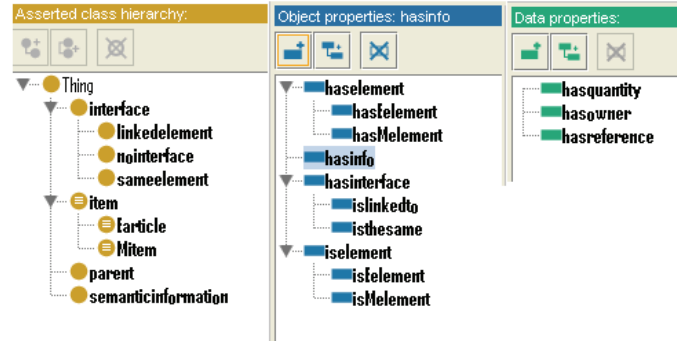 Asserted class hierarchy:
Thing
interface
linkedelement
nointerface
sameelement
item
Earticle
Mitem
parent
semanticinformation
Object properties: hasinfo
haselement
hasEelement
hasMelement
hasinfo
hasinterface
islinkedto
isthesame
iselement
isEelement
isMelement
Data properties:
hasquantity
hasowner
hasreference